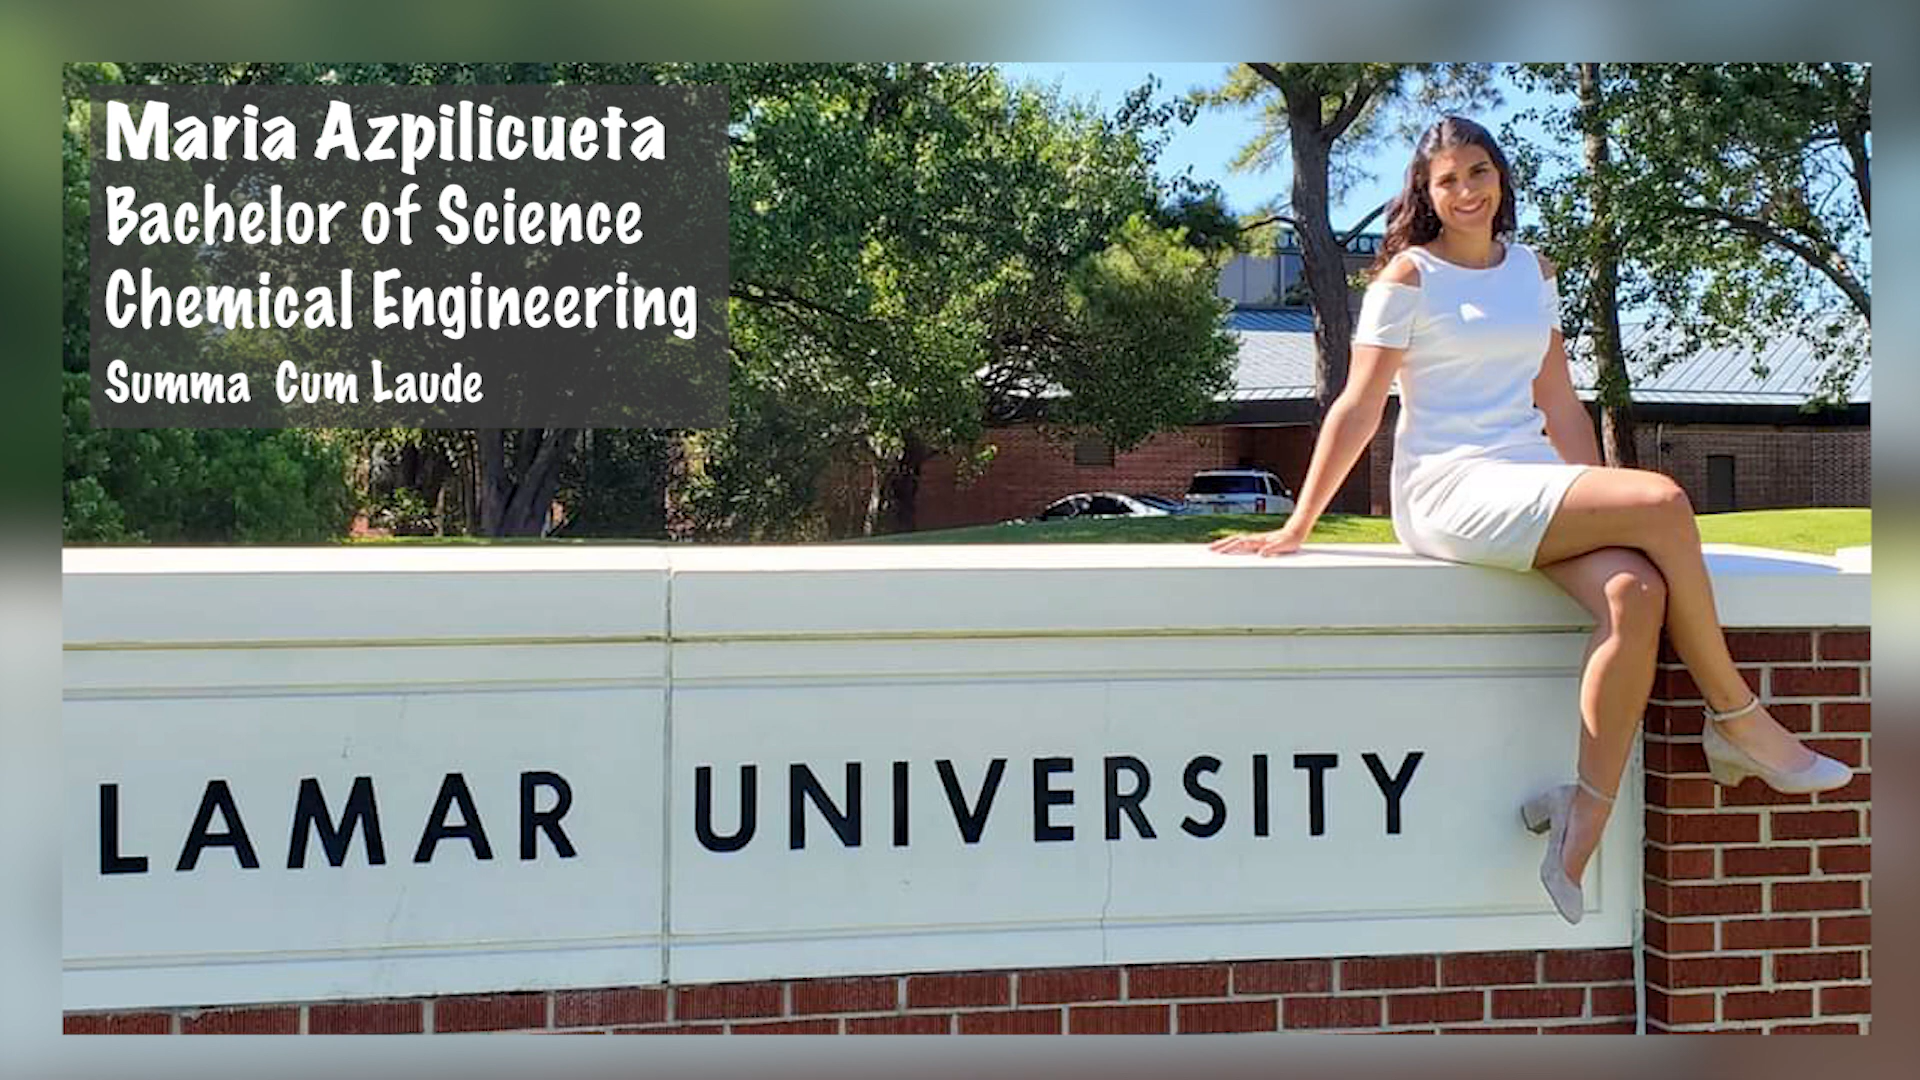 Maria Azpilicueta
Bachelor of Science
Chemical Engineering
Summa Cum Laude
LAMAR UNIVERSITY